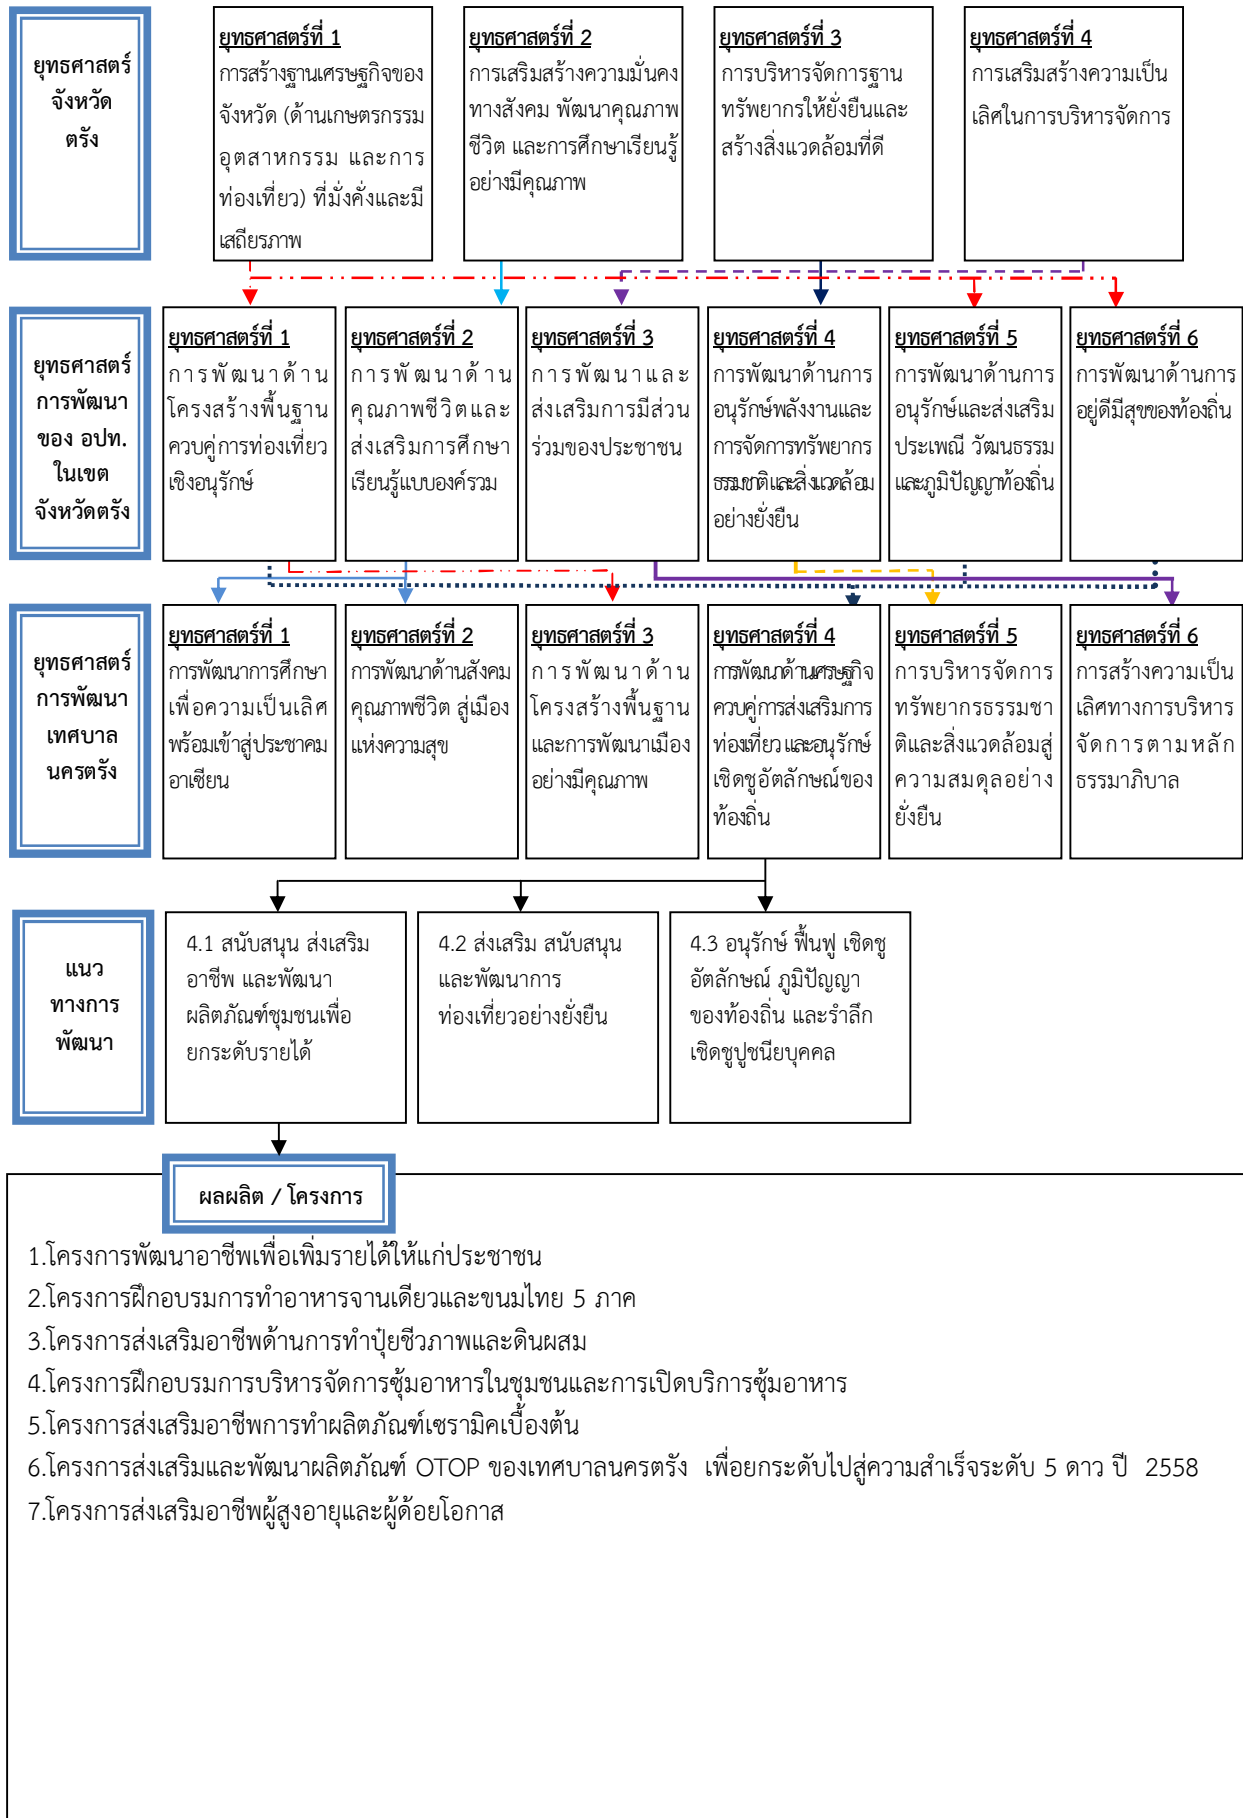 ยุทธศาสตร์
จังหวัด
ตรัง
ยุทธศาสตร์ที่ 1
การสร้างฐานเศรษฐกิจของ
จังหวัด (ด้านเกษตรกรรม
อุตสาหกรรม และการ
ท่องเที่ยว) ที่มั่งคั่งและมี
เสถียรภาพ
ยุทธศาสตร์ที่ 2
การเสริมสร้างความมั่นคง
ทางสังคม พัฒนาคุณภาพ
ชีวิต และการศึกษาเรียนรู้
อย่างมีคุณภาพ
ยุทธศาสตร์ที่ 3
การบริหารจัดการฐาน
ทรัพยากรให้ยั่งยืนและ
สร้างสิ่งแวดล้อมที่ดี
ยุทธศาสตร์ที่ 4
การเสริมสร้างความเป็น
เลิศในการบริหารจัดการ
ยุทธศาสตร์
การพัฒนา
ของ อปท.
ในเขต
จังหวัดตรัง
ยุทธศาสตร์ที่ 1
การพัฒนาด้าน
โครงสร้างพื้นฐาน
ควบคู่การท่องเที่ยว
เชิงอนุรักษ์
ยุทธศาสตร์ที่ 2
การพัฒนาด้าน
คุณภาพชีวิตและ
ส่งเสริมการศึกษา
เรียนรู้แบบองค์รวม
ยุทธศาสตร์ที่ 3
การพัฒนาและ
ส่งเสริมการมีส่วน
ร่วมของประชาชน
ยุทธศาสตร์ที่ 4
การพัฒนาด้านการ
อนุรักษ์พลังงานและ
การจัดการทรัพยากร
ธรรมชาติและสิ่งแวดล้อม
อย่างยั่งยืน
ยุทธศาสตร์ที่ 5
การพัฒนาด้านการ
อนุรักษ์และส่งเสริม
ประเพณี วัฒนธรรม
และภูมิปัญญาท้องถิ่น
ยุทธศาสตร์ที่ 6
การพัฒนาด้านการ
อยู่ดีมีสุขของท้องถิ่น
ยุทธศาสตร์
การพัฒนา
เทศบาล
นครตรัง
ยุทธศาสตร์ที่ 1
การพัฒนาการศึกษา
เพื่อความเป็นเลิศ
พร้อมเข้าสู่ประชาคม
อาเซียน
ยุทธศาสตร์ที่ 2
การพัฒนาด้านสังคม
คุณภาพชีวิต สู่เมือง
แห่งความสุข
ยุทธศาสตร์ที่ 3
การพัฒนาด้าน
โครงสร้างพื้นฐาน
และการพัฒนาเมือง
อย่างมีคุณภาพ
ยุทธศาสตร์ที่ 4
การพัฒนาด้านเศรษฐกิจ
ควบคู่การส่งเสริมการ
ท่องเที่ยว และอนุรักษ์
เชิดชูอัตลักษณ์ของ
ท้องถิ่น
ยุทธศาสตร์ที่ 5
การบริหารจัดการ
ทรัพยากรธรรมชา
ติและสิ่งแวดล้อมสู่
ความสมดุลอย่าง
ยั่งยืน
ยุทธศาสตร์ที่ 6
การสร้างความเป็น
เลิศทางการบริหาร
จัดการตามหลัก
ธรรมาภิบาล
แนว
ทางการ
พัฒนา
4.1 สนับสนุน ส่งเสริม
อาชีพ และพัฒนา
ผลิตภัณฑ์ชุมชนเพื่อ
ยกระดับรายได้
4.2 ส่งเสริม สนับสนุน
และพัฒนาการ
ท่องเที่ยวอย่างยั่งยืน
4.3 อนุรักษ์ ฟื้นฟู เชิดชู
อัตลักษณ์ ภูมิปัญญา
ของท้องถิ่น และรำลึก
เชิดชูปูชนียบุคคล
ผลผลิต / โครงการ
1.โครงการพัฒนาอาชีพเพื่อเพิ่มรายได้ให้แก่ประชาชน
2.โครงการฝึกอบรมการทำอาหารจานเดียวและขนมไทย 5 ภาค
3.โครงการส่งเสริมอาชีพด้านการทำปุ๋ยชีวภาพและดินผสม
4.โครงการฝึกอบรมการบริหารจัดการซุ้มอาหารในชุมชนและการเปิดบริการซุ้มอาหาร
5.โครงการส่งเสริมอาชีพการทำผลิตภัณฑ์เซรามิคเบื้องต้น
6.โครงการส่งเสริมและพัฒนาผลิตภัณฑ์ OTOP ของเทศบาลนครตรัง เพื่อยกระดับไปสู่ความสำเร็จระดับ 5 ดาว ปี 2558
7.โครงการส่งเสริมอาชีพผู้สูงอายุและผู้ด้อยโอกาส